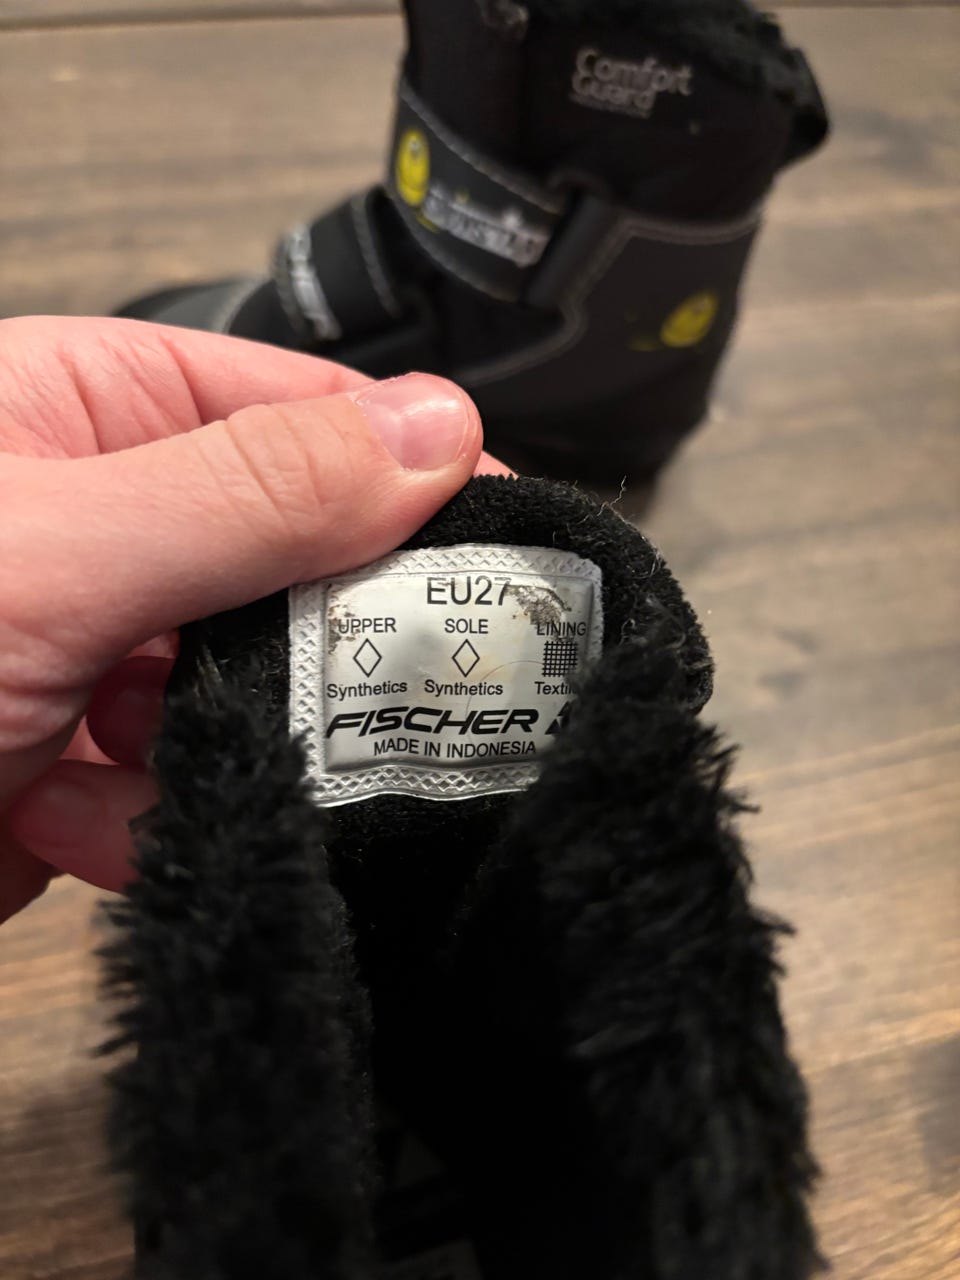 Comfort
Guard
EU27
UPPER SOLE LINING
Synthetics Synthetics
FISCHER
MADE IN INDONESIA